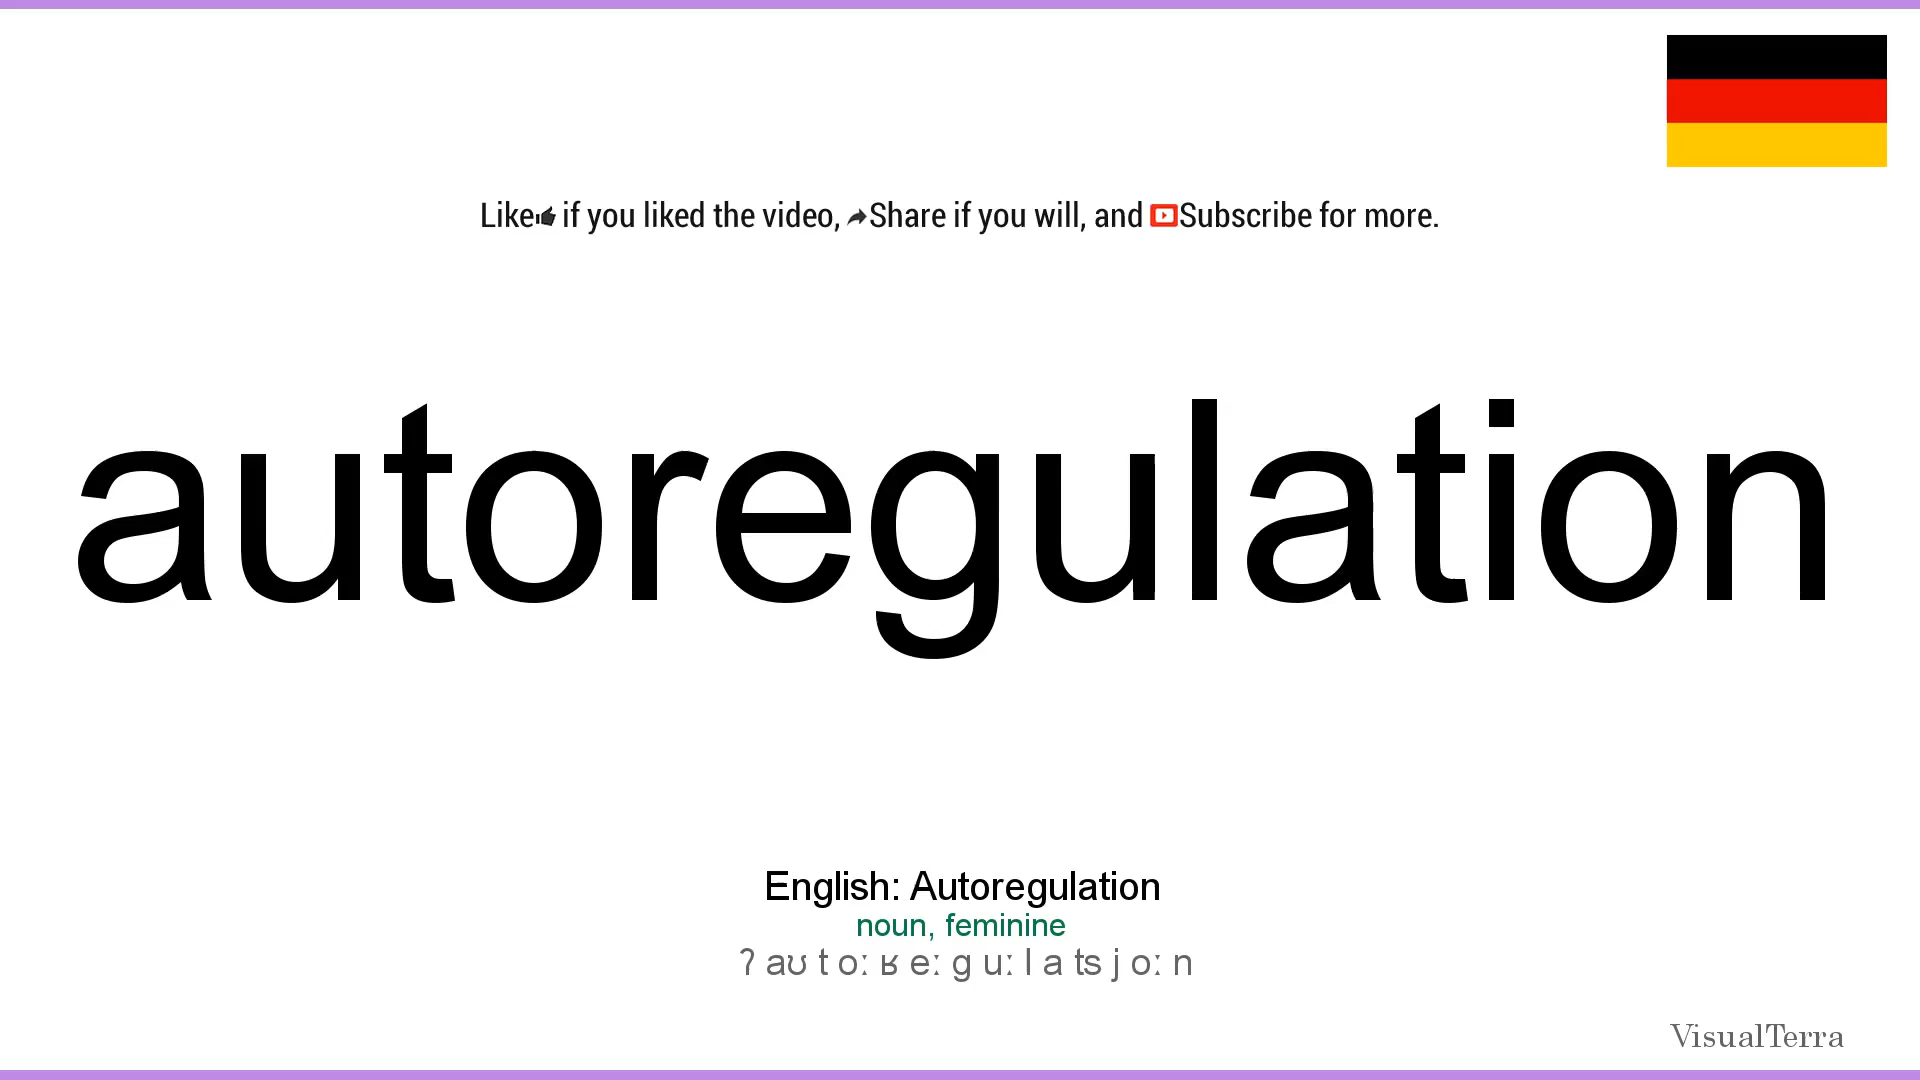 Like if you liked the video, Share if you will, and Subscribe for more.
autoregulation
English: Autoregulation
noun, feminine
ʔ aʊ t oː ʁ eː g uː l a ts j oː n
VisualTerra